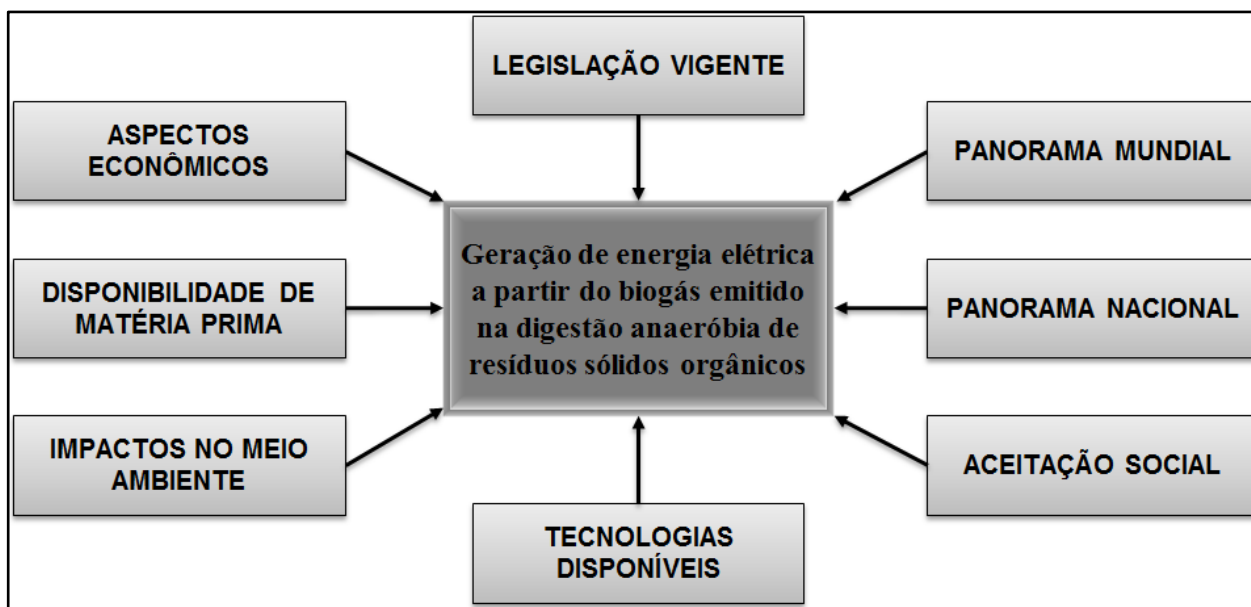 LEGISLAÇÃO VIGENTE
ASPECTOS
ECONÔMICOS
PANORAMA MUNDIAL
Geração de energia elétrica
a partir do biogás emitido
na digestão anaeróbia de
resíduos sólidos orgânicos
DISPONIBILIDADE DE
MATÉRIA PRIMA
PANORAMA NACIONAL
IMPACTOS NO MEIO
AMBIENTE
ACEITAÇÃO SOCIAL
TECNOLOGIAS
DISPONÍVEIS